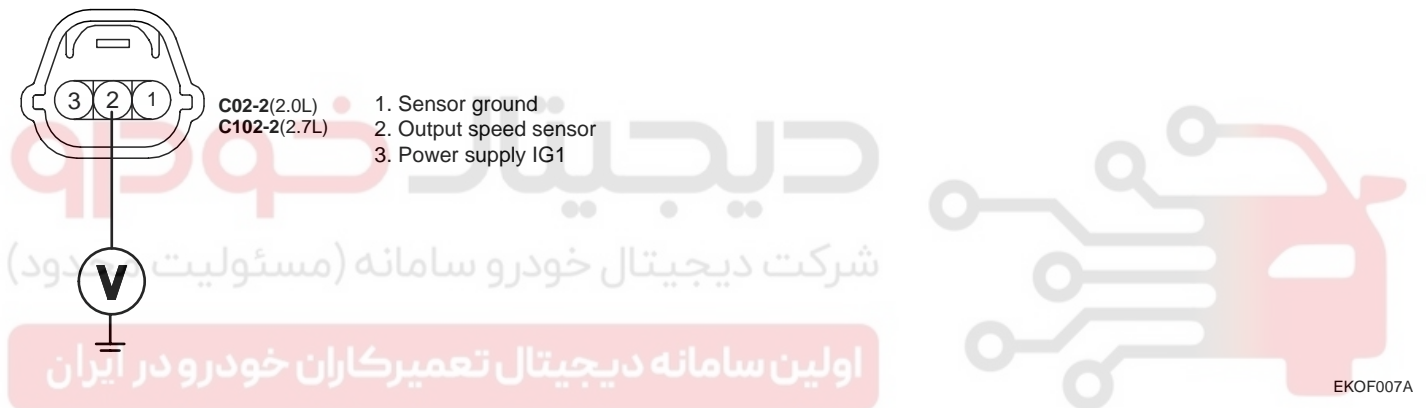 3 2 1
C02-2(2.0L)
C102-2(2.7L)
1. Sensor ground
2. Output speed sensor
3. Power supply IG1
دیجیتال خودرو
شرکت دیجیتال خودرو سامانه (مسئولیت محدود)
V
اولین سامانه دیجیتال تعمیرکاران خودرو در ایران
EKOF007A